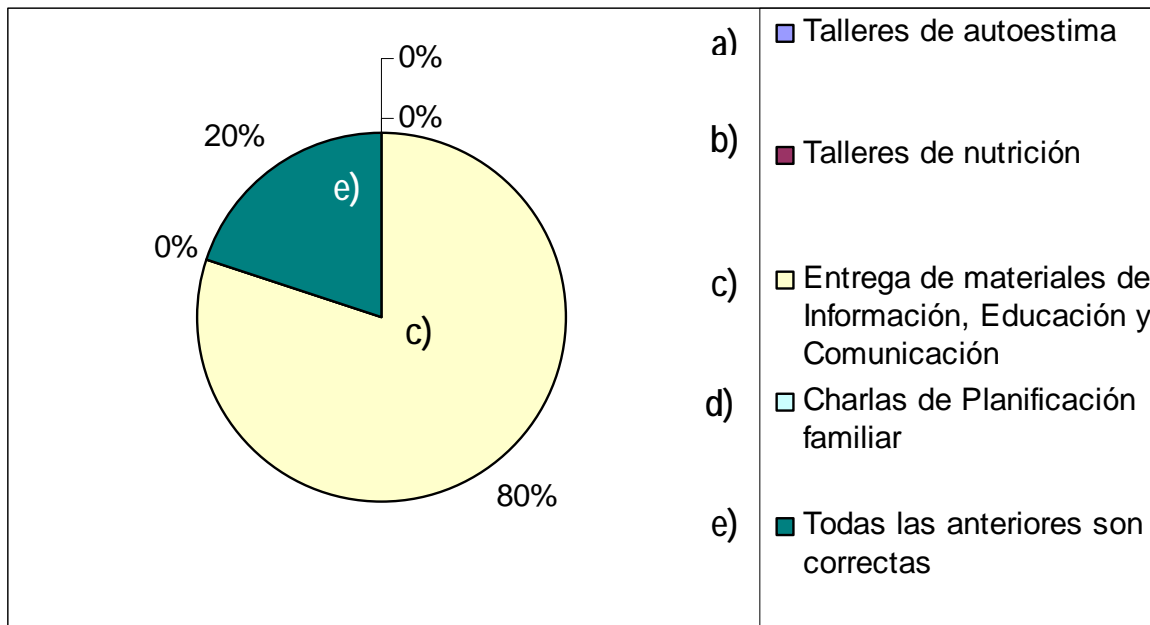 0%
0%
20%
e)
0%
c)
80%
a) Talleres de autoestima
b) Talleres de nutrición
c) Entrega de materiales de
Información, Educación y
Comunicación
d) Charlas de Planificación
familiar
e) Todas las anteriores son
correctas